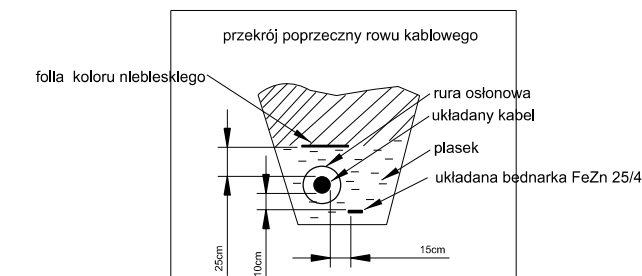 przekrój poprzeczny rowu kablowego
folia koloru niebieskiego
rura osłonowa
układany kabel
piasek
układana bednarka FeZn 25/4
25cm
10cm
15cm